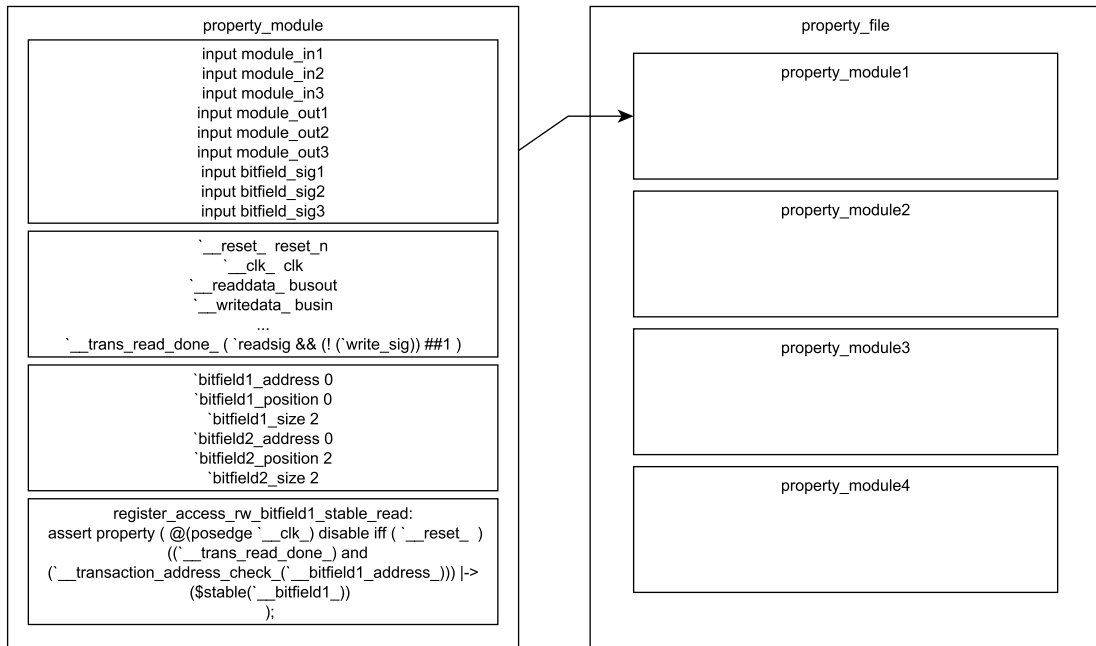 property_module
input module_in1
input module_in2
input module_in3
input module_out1
input module_out2
input module_out3
input bitfield_sig1
input bitfield_sig2
input bitfield_sig3
`__reset_  reset_n
`__clk_  clk
`__readdata_ busout
`__writedata_ busin
...
`__trans_read_done_ ( `readsig && (! (`write_sig)) ##1 )
`bitfield1_address 0
`bitfield1_position 0
`bitfield1_size 2
`bitfield2_address 0
`bitfield2_position 2
`bitfield2_size 2
register_access_rw_bitfield1_stable_read:
assert property ( @(posedge `__clk_) disable iff ( `__reset_  )
((`__trans_read_done_) and
(`__transaction_address_check_(`__bitfield1_address_))) |->
($stable(`__bitfield1_))
);
property_file
property_module1
property_module2
property_module3
property_module4